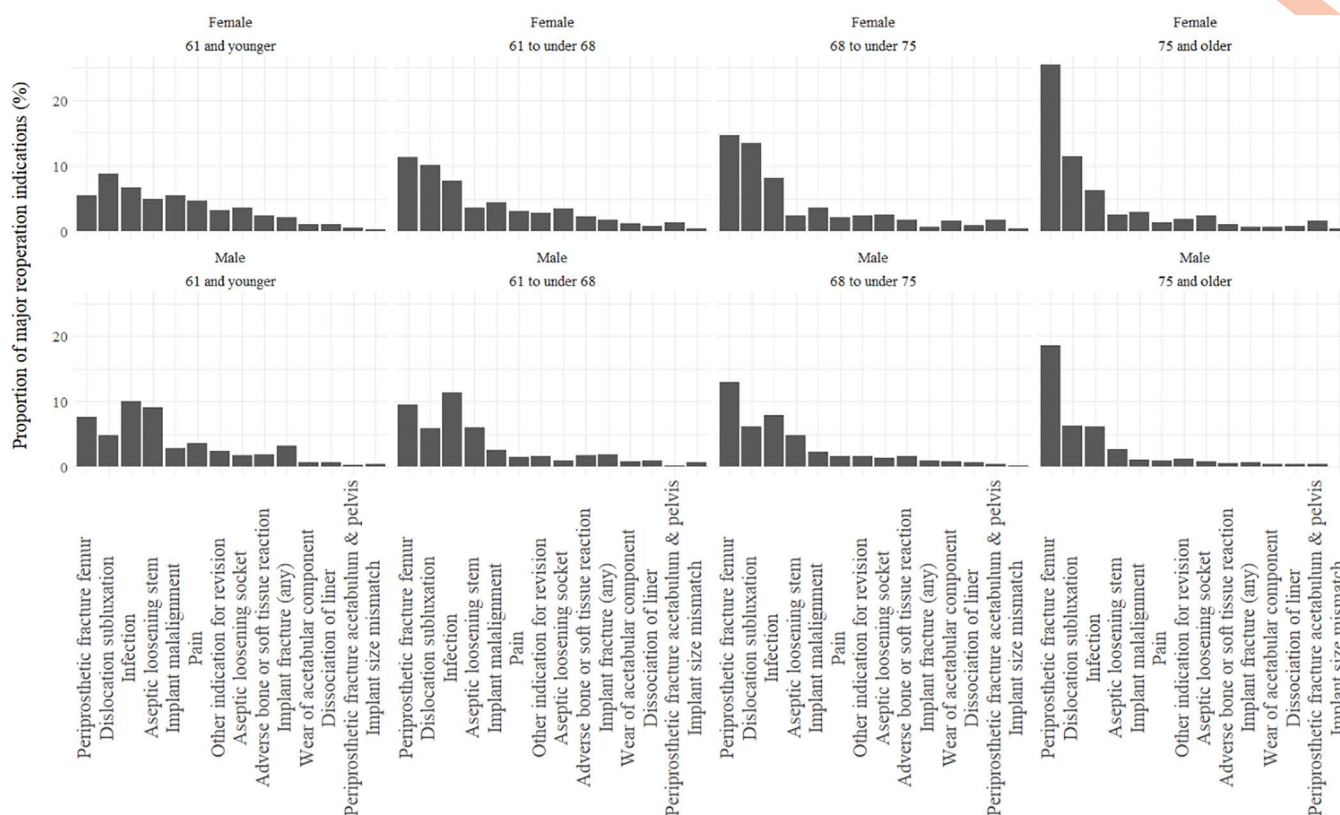 Proportion of major reoperation indications (%)
Female
61 and younger
Female
61 to under 68
Female
68 to under 75
Female
75 and older
20
10
0
Male
61 and younger
Male
61 to under 68
Male
68 to under 75
Male
75 and older
20
10
0
Periprosthetic fracture femur
Dislocation subluxation
Infection
Aseptic loosening stem
Implant malalignment
Pain
Other indication for revision
Aseptic loosening socket
Adverse bone or soft tissue reaction
Implant fracture (any)
Wear of acetabular component
Dissociation of liner
Periprosthetic fracture acetabulum & pelvis
Implant size mismatch
Periprosthetic fracture femur
Dislocation subluxation
Infection
Aseptic loosening stem
Implant malalignment
Pain
Other indication for revision
Aseptic loosening socket
Adverse bone or soft tissue reaction
Implant fracture (any)
Wear of acetabular component
Dissociation of liner
Periprosthetic fracture acetabulum & pelvis
Implant size mismatch
Periprosthetic fracture femur
Dislocation subluxation
Infection
Aseptic loosening stem
Implant malalignment
Pain
Other indication for revision
Aseptic loosening socket
Adverse bone or soft tissue reaction
Implant fracture (any)
Wear of acetabular component
Dissociation of liner
Periprosthetic fracture acetabulum & pelvis
Implant size mismatch
Periprosthetic fracture femur
Dislocation subluxation
Infection
Aseptic loosening stem
Implant malalignment
Pain
Other indication for revision
Aseptic loosening socket
Adverse bone or soft tissue reaction
Implant fracture (any)
Wear of acetabular component
Dissociation of liner
Periprosthetic fracture acetabulum & pelvis